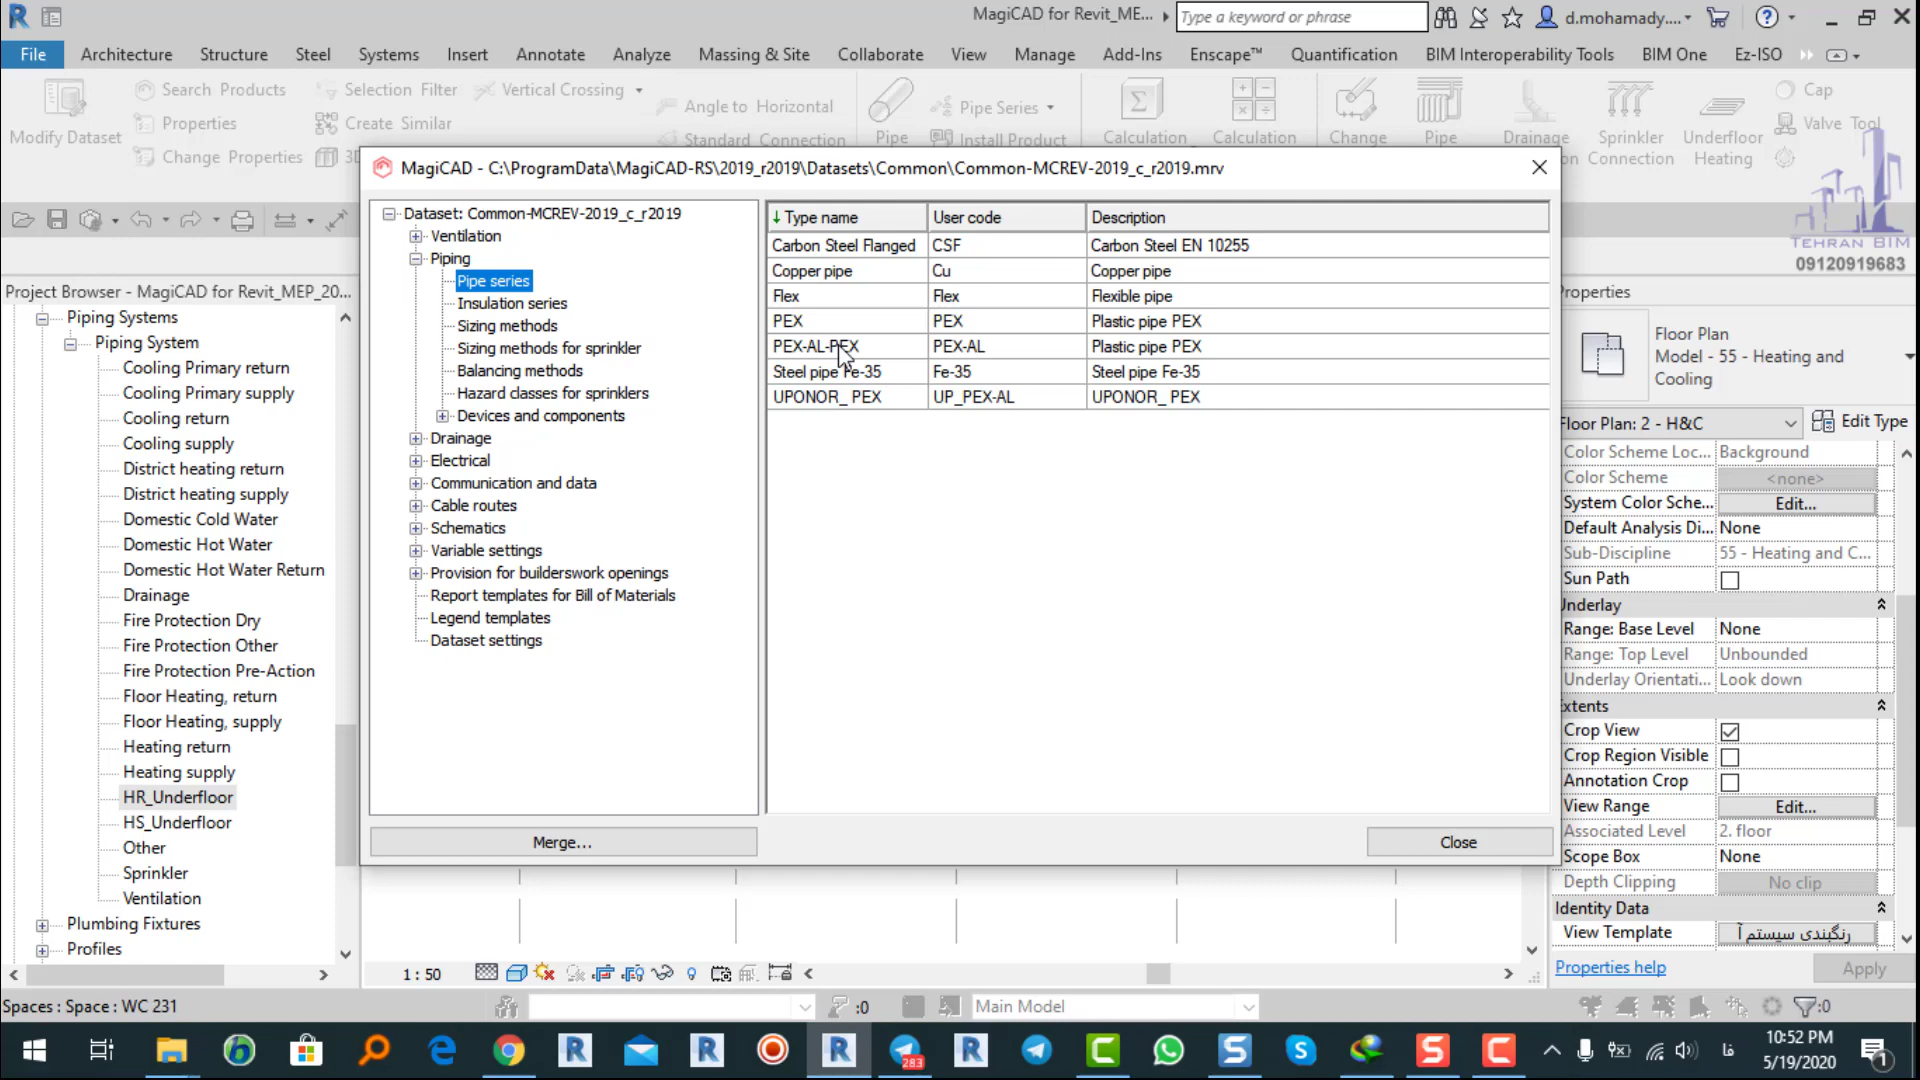 MagiCAD for Revit_ME...
Type a keyword or phrase
d.mohamady....
File
Architecture
Structure
Steel
Systems
Insert
Annotate
Analyze
Massing & Site
Collaborate
View
Manage
Add-Ins
Enscape™
Quantification
BIM Interoperability Tools
BIM One
Ez-ISO
Modify Dataset
Search Products
Properties
Change Properties
Selection Filter
Create Similar
Vertical Crossing
Angle to Horizontal
Standard Connection
Pipe
Pipe Series
Install Product
Calculation
Calculation
Change
Pipe
Drainage
Sprinkler
Connection
Underfloor
Heating
Cap
Valve Tool
TEHRAN BIM
09120919683
Project Browser - MagiCAD for Revit_MEP_20...
Piping Systems
Piping System
Cooling Primary return
Cooling Primary supply
Cooling return
Cooling supply
District heating return
District heating supply
Domestic Cold Water
Domestic Hot Water
Domestic Hot Water Return
Drainage
Fire Protection Dry
Fire Protection Other
Fire Protection Pre-Action
Floor Heating, return
Floor Heating, supply
Heating return
Heating supply
HR_Underfloor
HS_Underfloor
Other
Sprinkler
Ventilation
Plumbing Fixtures
Profiles
MagiCAD - C:\ProgramData\MagiCAD-RS\2019_r2019\Datasets\Common\Common-MCREV-2019_c_r2019.mrv
Dataset: Common-MCREV-2019_c_r2019
Ventilation
Piping
Pipe series
Insulation series
Sizing methods
Sizing methods for sprinkler
Balancing methods
Hazard classes for sprinklers
Devices and components
Drainage
Electrical
Communication and data
Cable routes
Schematics
Variable settings
Provision for builderswork openings
Report templates for Bill of Materials
Legend templates
Dataset settings
Type name User code Description
Carbon Steel Flanged CSF Carbon Steel EN 10255
Copper pipe Cu Copper pipe
Flex Flex Flexible pipe
PEX PEX Plastic pipe PEX
PEX-AL-PEX PEX-AL Plastic pipe PEX
Steel pipe Fe-35 Fe-35 Steel pipe Fe-35
UPONOR_ PEX UP_PEX-AL UPONOR_ PEX
Merge...
Close
Properties
Floor Plan
Model - 55 - Heating and
Cooling
Floor Plan: 2 - H&C
Edit Type
Color Scheme Loc... Background
Color Scheme <none>
System Color Sche... Edit...
Default Analysis Di... None
Sub-Discipline 55 - Heating and C...
Sun Path
Underlay
Range: Base Level None
Range: Top Level Unbounded
Underlay Orientati... Look down
Extents
Crop View
Crop Region Visible
Annotation Crop
View Range Edit...
Associated Level 2. floor
Scope Box None
Depth Clipping No clip
Identity Data
View Template رنگبندی سیستم آ
Properties help
Apply
1 : 50
Spaces : Space : WC 231
:0
Main Model
:0
283
فا
10:52 PM
5/19/2020
1